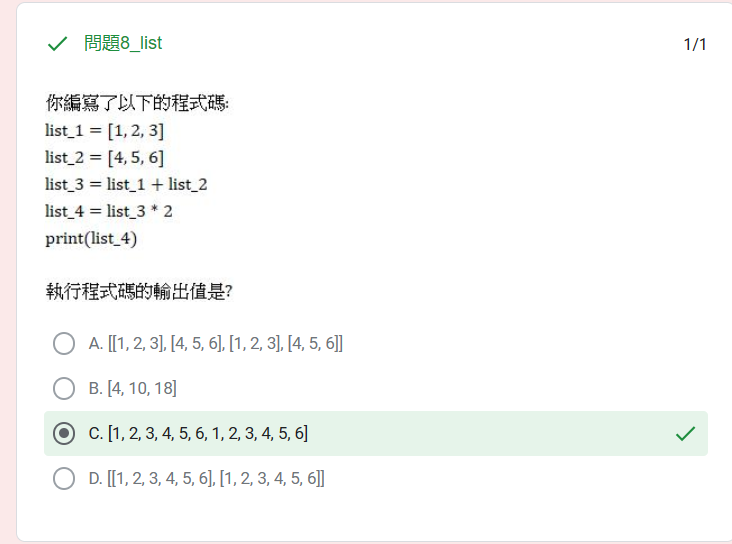 問題8_list
1/1
你編寫了以下的程式碼:
list_1 = [1, 2, 3]
list_2 = [4, 5, 6]
list_3 = list_1 + list_2
list_4 = list_3 * 2
print(list_4)
執行程式碼的輸出值是?
A. [[1, 2, 3], [4, 5, 6], [1, 2, 3], [4, 5, 6]]
B. [4, 10, 18]
C. [1, 2, 3, 4, 5, 6, 1, 2, 3, 4, 5, 6]
D. [[1, 2, 3, 4, 5, 6], [1, 2, 3, 4, 5, 6]]